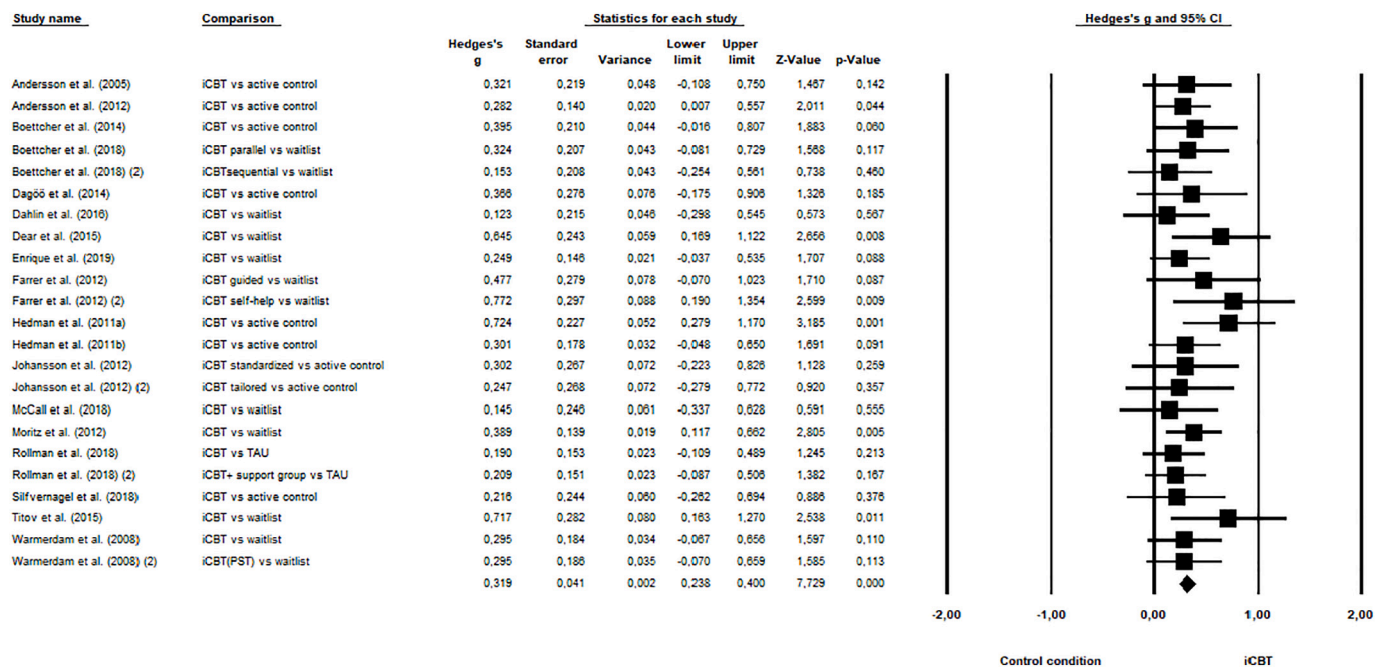 Study name Comparison Statistics for each study Hedges's g and 95% CI
Hedges's g Standard error Variance Lower limit Upper limit Z-Value p-Value
Andersson et al. (2005) iCBT vs active control 0,321 0,219 0,048 -0,108 0,750 1,467 0,142
Andersson et al. (2012) iCBT vs active control 0,282 0,140 0,020 0,007 0,557 2,011 0,044
Boettcher et al. (2014) iCBT vs active control 0,395 0,210 0,044 -0,016 0,807 1,883 0,060
Boettcher et al. (2018) iCBT parallel vs waitlist 0,324 0,207 0,043 -0,081 0,729 1,568 0,117
Boettcher et al. (2018) (2) iCBTsequential vs waitlist 0,153 0,208 0,043 -0,254 0,561 0,738 0,460
Dagöö et al. (2014) iCBT vs active control 0,366 0,276 0,076 -0,175 0,906 1,326 0,185
Dahlin et al. (2016) iCBT vs waitlist 0,123 0,215 0,046 -0,298 0,545 0,573 0,567
Dear et al. (2015) iCBT vs waitlist 0,645 0,243 0,059 0,169 1,122 2,656 0,008
Enrique et al. (2019) iCBT vs waitlist 0,249 0,146 0,021 -0,037 0,535 1,707 0,088
Farrer et al. (2012) iCBT guided vs waitlist 0,477 0,279 0,078 -0,070 1,023 1,710 0,087
Farrer et al. (2012) (2) iCBT self-help vs waitlist 0,772 0,297 0,088 0,190 1,354 2,599 0,009
Hedman et al. (2011a) iCBT vs active control 0,724 0,227 0,052 0,279 1,170 3,185 0,001
Hedman et al. (2011b) iCBT vs active control 0,301 0,178 0,032 -0,048 0,650 1,691 0,091
Johansson et al. (2012) iCBT standardized vs active control 0,302 0,267 0,072 -0,223 0,826 1,128 0,259
Johansson et al. (2012) (2) iCBT tailored vs active control 0,247 0,268 0,072 -0,279 0,772 0,920 0,357
McCall et al. (2018) iCBT vs waitlist 0,145 0,246 0,061 -0,337 0,628 0,591 0,555
Moritz et al. (2012) iCBT vs waitlist 0,389 0,139 0,019 0,117 0,662 2,805 0,005
Rollman et al. (2018) iCBT vs TAU 0,190 0,153 0,023 -0,109 0,489 1,245 0,213
Rollman et al. (2018) (2) iCBT+ support group vs TAU 0,209 0,151 0,023 -0,087 0,506 1,382 0,167
Silfvernagel et al. (2018) iCBT vs active control 0,216 0,244 0,060 -0,262 0,694 0,886 0,376
Titov et al. (2015) iCBT vs waitlist 0,717 0,282 0,080 0,163 1,270 2,538 0,011
Warmerdam et al. (2008) iCBT vs waitlist 0,295 0,184 0,034 -0,067 0,656 1,597 0,110
Warmerdam et al. (2008) (2) iCBT(PST) vs waitlist 0,295 0,186 0,035 -0,070 0,659 1,585 0,113
0,319 0,041 0,002 0,238 0,400 7,729 0,000
-2,00 -1,00 0,00 1,00 2,00
Control condition iCBT